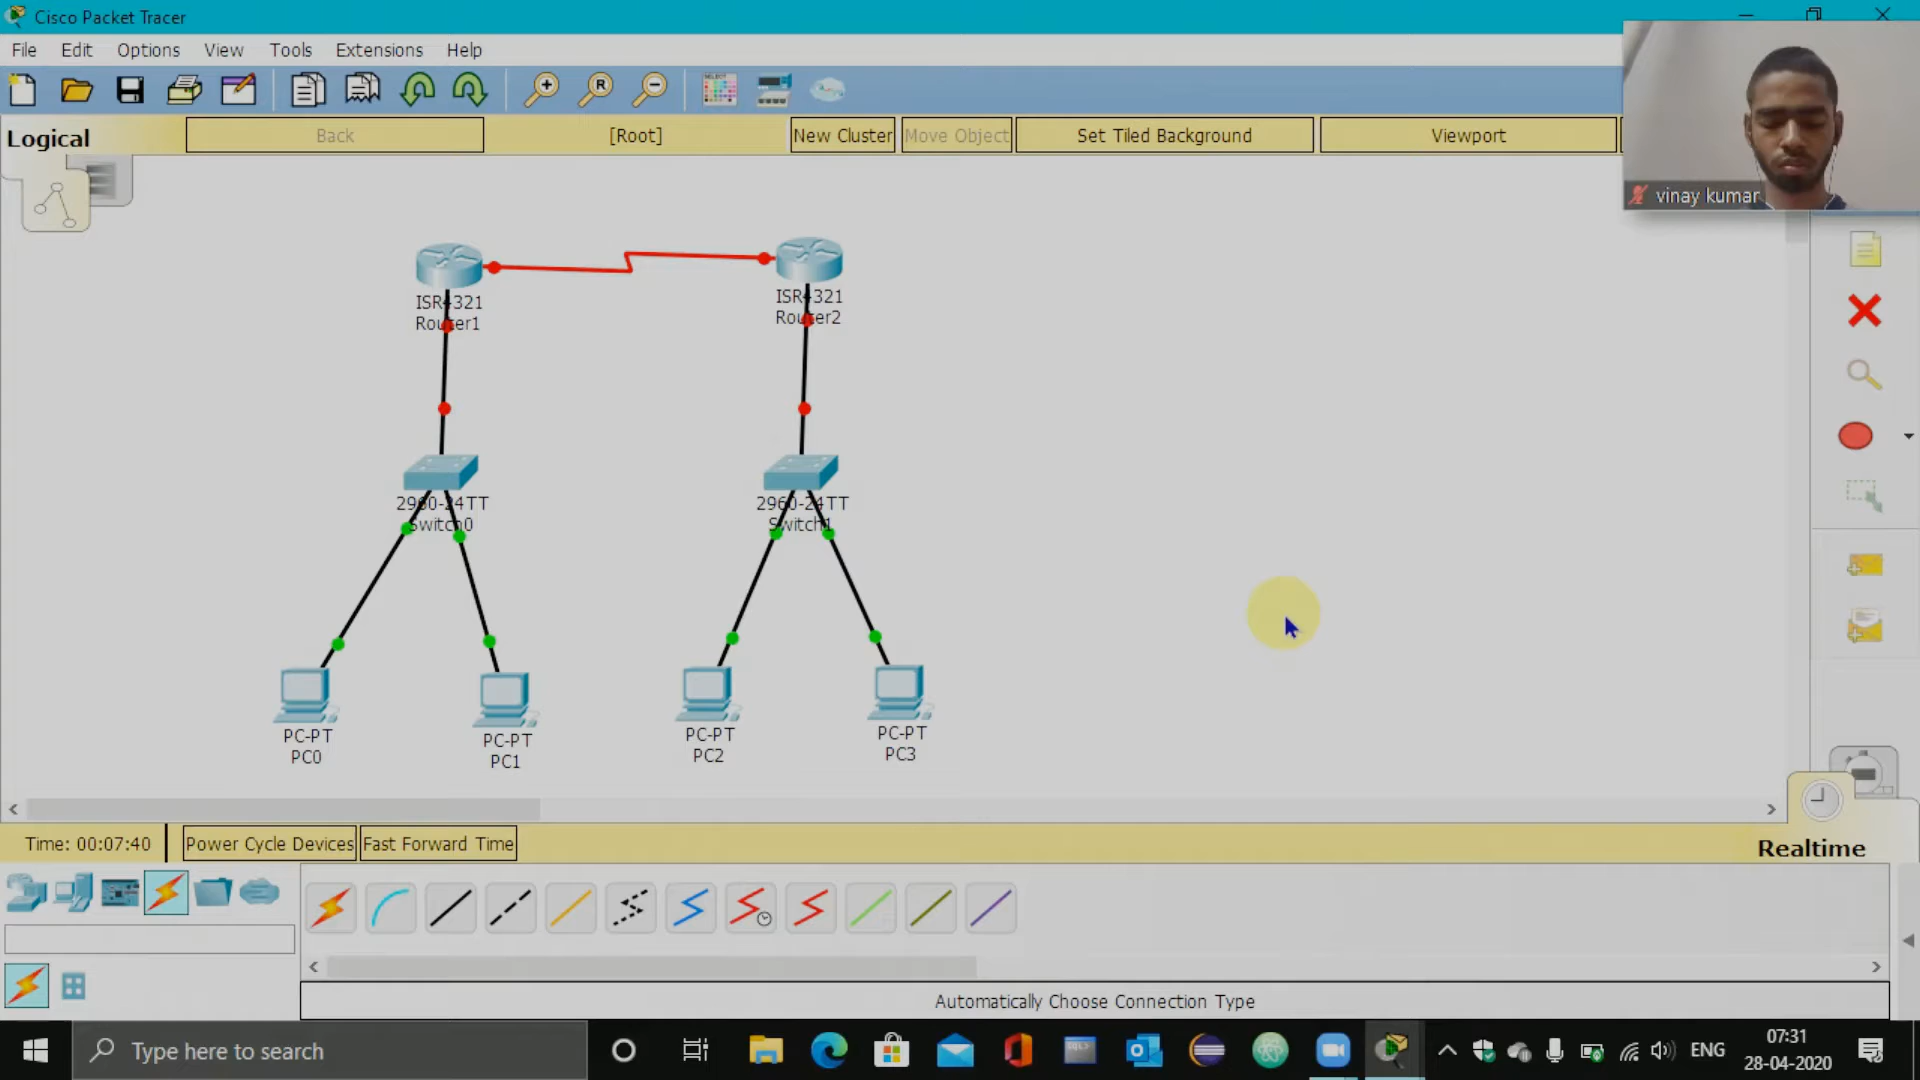 Cisco Packet Tracer
File Edit Options View Tools Extensions Help
SELECT
Logical Back [Root] New Cluster Move Object Set Tiled Background Viewport
vinay kumar
ISR4321
Router1
ISR4321
Router2
2960-24TT
Switch0
2960-24TT
Switch1
PC-PT
PC0
PC-PT
PC1
PC-PT
PC2
PC-PT
PC3
Time: 00:07:40 Power Cycle Devices Fast Forward Time Realtime
Automatically Choose Connection Type
Type here to search
ENG
07:31
28-04-2020